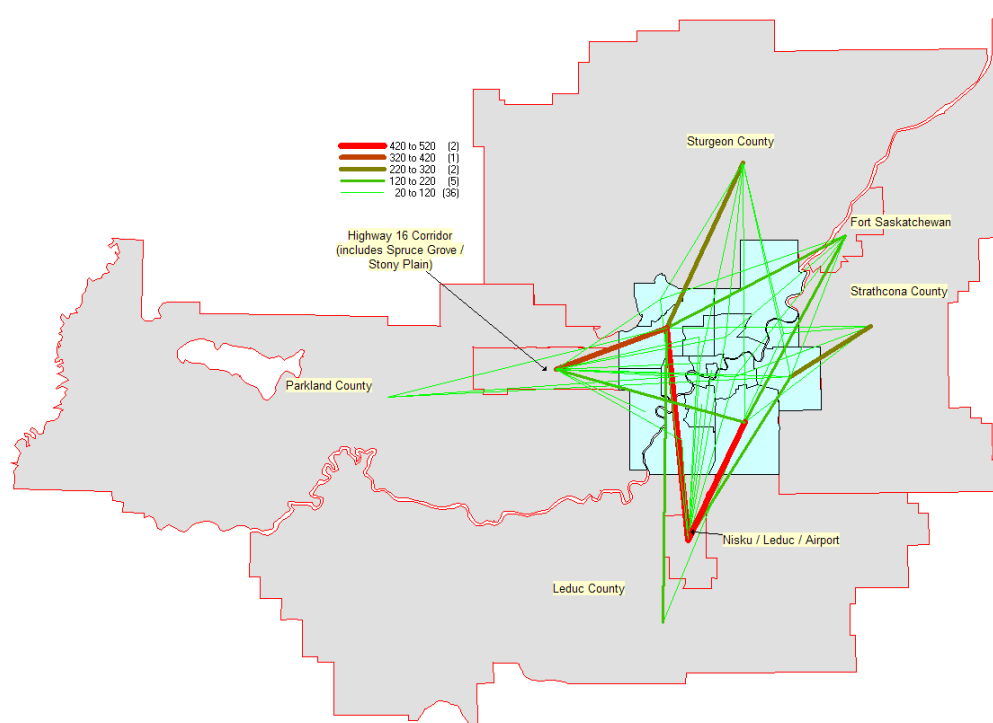 Sturgeon County
420 to 520 (2)
320 to 420 (1)
220 to 320 (2)
120 to 220 (5)
20 to 120 (36)
Fort Saskatchewan
Highway 16 Corridor
(includes Spruce Grove /
Stony Plain)
Strathcona County
Parkland County
Nisku / Leduc / Airport
Leduc County